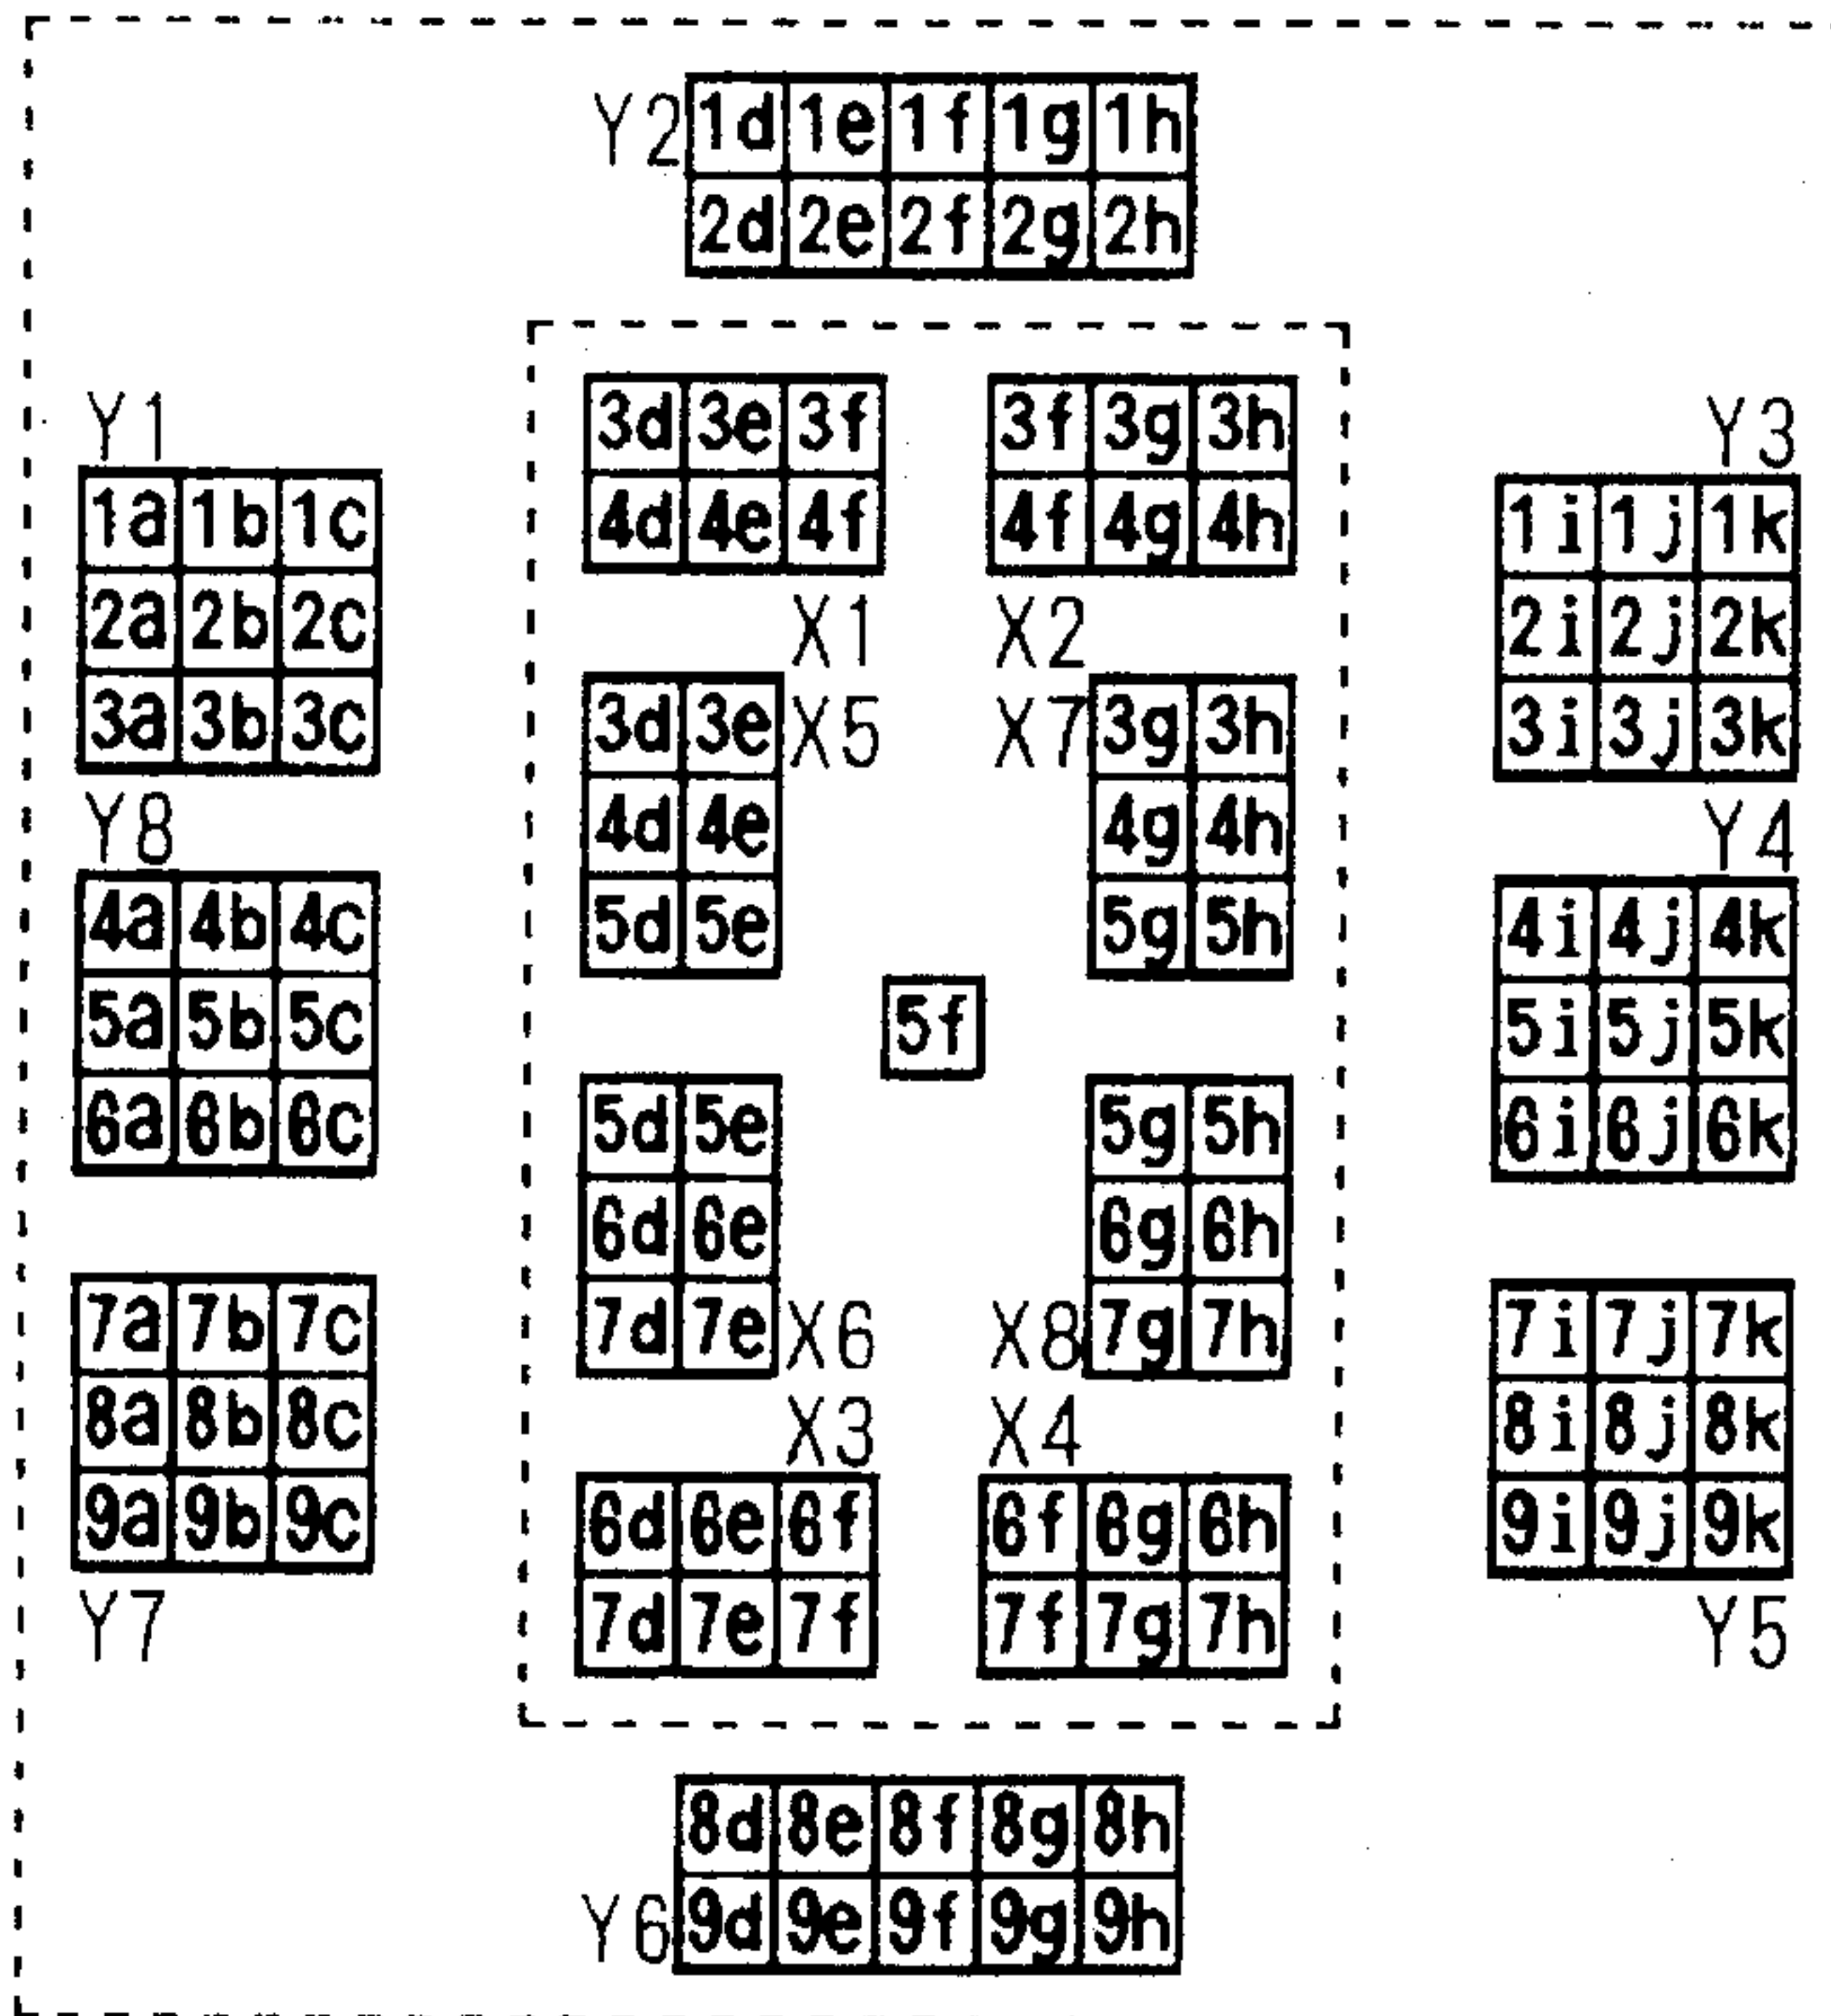 Y2 1d 1e 1f 1g 1h
2d 2e 2f 2g 2h
Y1
1a 1b 1c
2a 2b 2c
3a 3b 3c
Y8
4a 4b 4c
5a 5b 5c
6a 6b 6c
7a 7b 7c
8a 8b 8c
9a 9b 9c
Y7
3d 3e 3f
4d 4e 4f
X1
3f 3g 3h
4f 4g 4h
X2
3d 3e X5
4d 4e
5d 5e
X7 3g 3h
4g 4h
5g 5h
5f
5d 5e
6d 6e
7d 7e X6
5g 5h
6g 6h
X8 7g 7h
X3
6d 6e 6f
7d 7e 7f
X4
6f 6g 6h
7f 7g 7h
Y3
1i 1j 1k
2i 2j 2k
3i 3j 3k
Y4
4i 4j 4k
5i 5j 5k
6i 6j 6k
7i 7j 7k
8i 8j 8k
9i 9j 9k
Y5
8d 8e 8f 8g 8h
Y6 9d 9e 9f 9g 9h